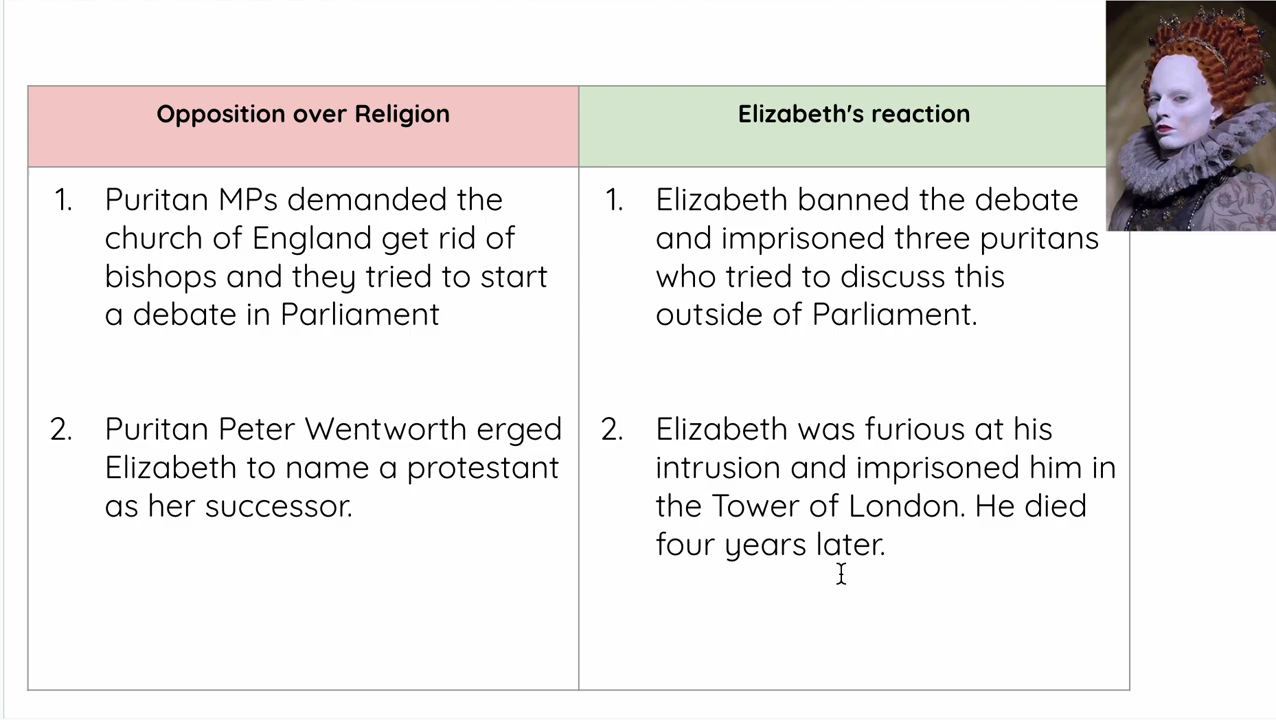 Opposition over Religion
Elizabeth's reaction
1. Puritan MPs demanded the
church of England get rid of
bishops and they tried to start
a debate in Parliament
1. Elizabeth banned the debate
and imprisoned three puritans
who tried to discuss this
outside of Parliament.
2. Puritan Peter Wentworth erged
Elizabeth to name a protestant
as her successor.
2. Elizabeth was furious at his
intrusion and imprisoned him in
the Tower of London. He died
four years later.